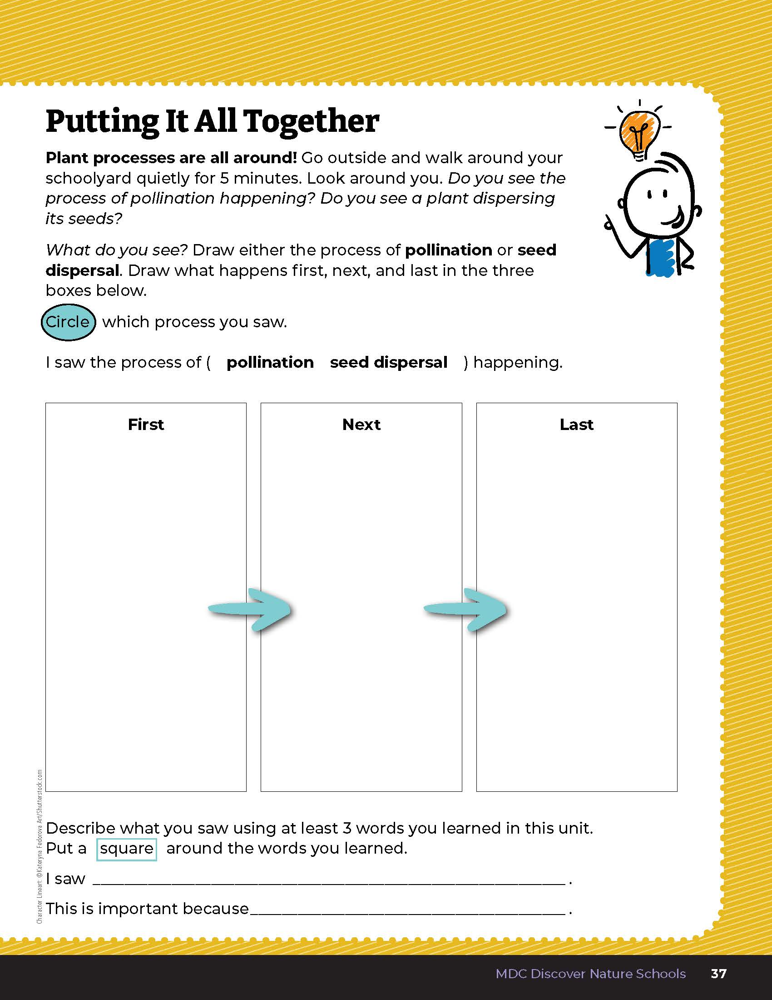 Putting It All Together
Plant processes are all around! Go outside and walk around your
schoolyard quietly for 5 minutes. Look around you. Do you see the
process of pollination happening? Do you see a plant dispersing
its seeds?
What do you see? Draw either the process of pollination or seed
dispersal. Draw what happens first, next, and last in the three
boxes below.
Circle which process you saw.
I saw the process of ( pollination seed dispersal ) happening.
First
Next
Last
Describe what you saw using at least 3 words you learned in this unit.
Put a square around the words you learned.
I saw ____________________________________________________________ .
This is important because________________________________________ .
Character Lineart: ©Kateryna Fedorova Art/Shutterstock.com
MDC Discover Nature Schools 37